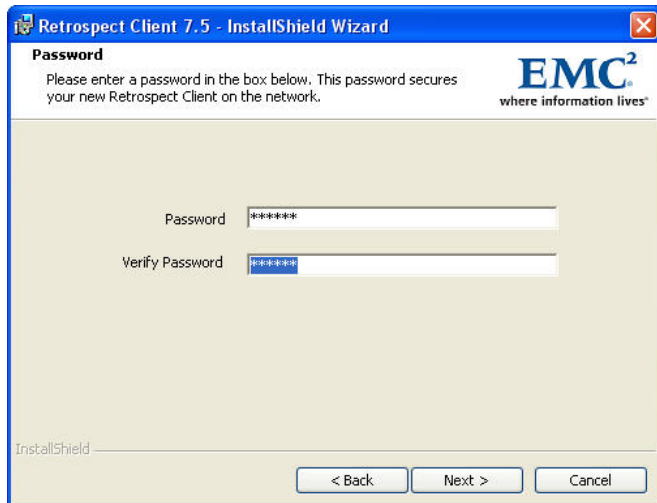 Retrospect Client 7.5 - InstallShield Wizard
Password
Please enter a password in the box below. This password secures
your new Retrospect Client on the network.
EMC²
where information lives®
Password ******
Verify Password ******
InstallShield
< Back Next > Cancel